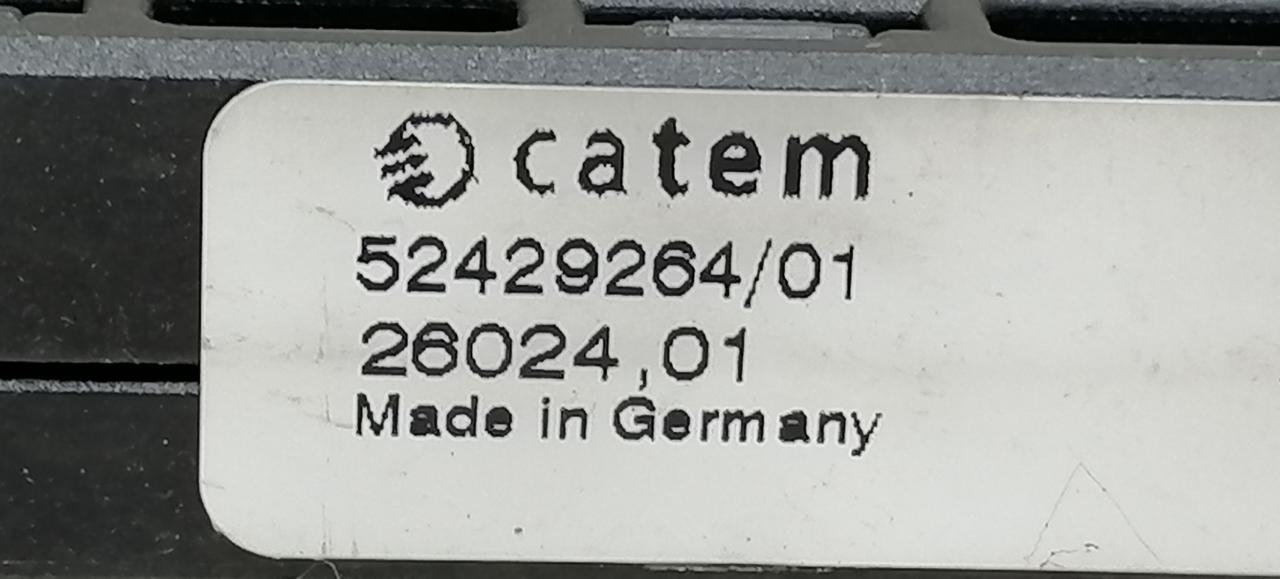 catem
52429264/01
26024,01
Made in Germany